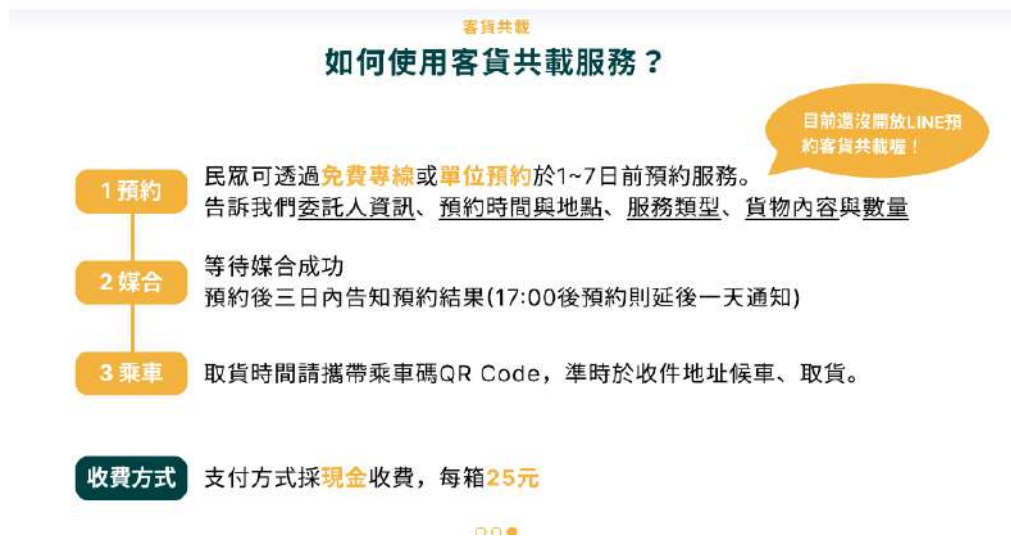 客貨共載
如何使用客貨共載服務？
目前還沒開放LINE預
約客貨共載喔！
1 預約
民眾可透過免費專線或單位預約於1~7日前預約服務。
告訴我們委託人資訊、預約時間與地點、服務類型、貨物內容與數量
2 媒合
等待媒合成功
預約後三日內告知預約結果(17:00後預約則延後一天通知)
3 乘車
取貨時間請攜帶乘車碼QR Code，準時於收件地址候車、取貨。
收費方式
支付方式採現金收費，每箱25元